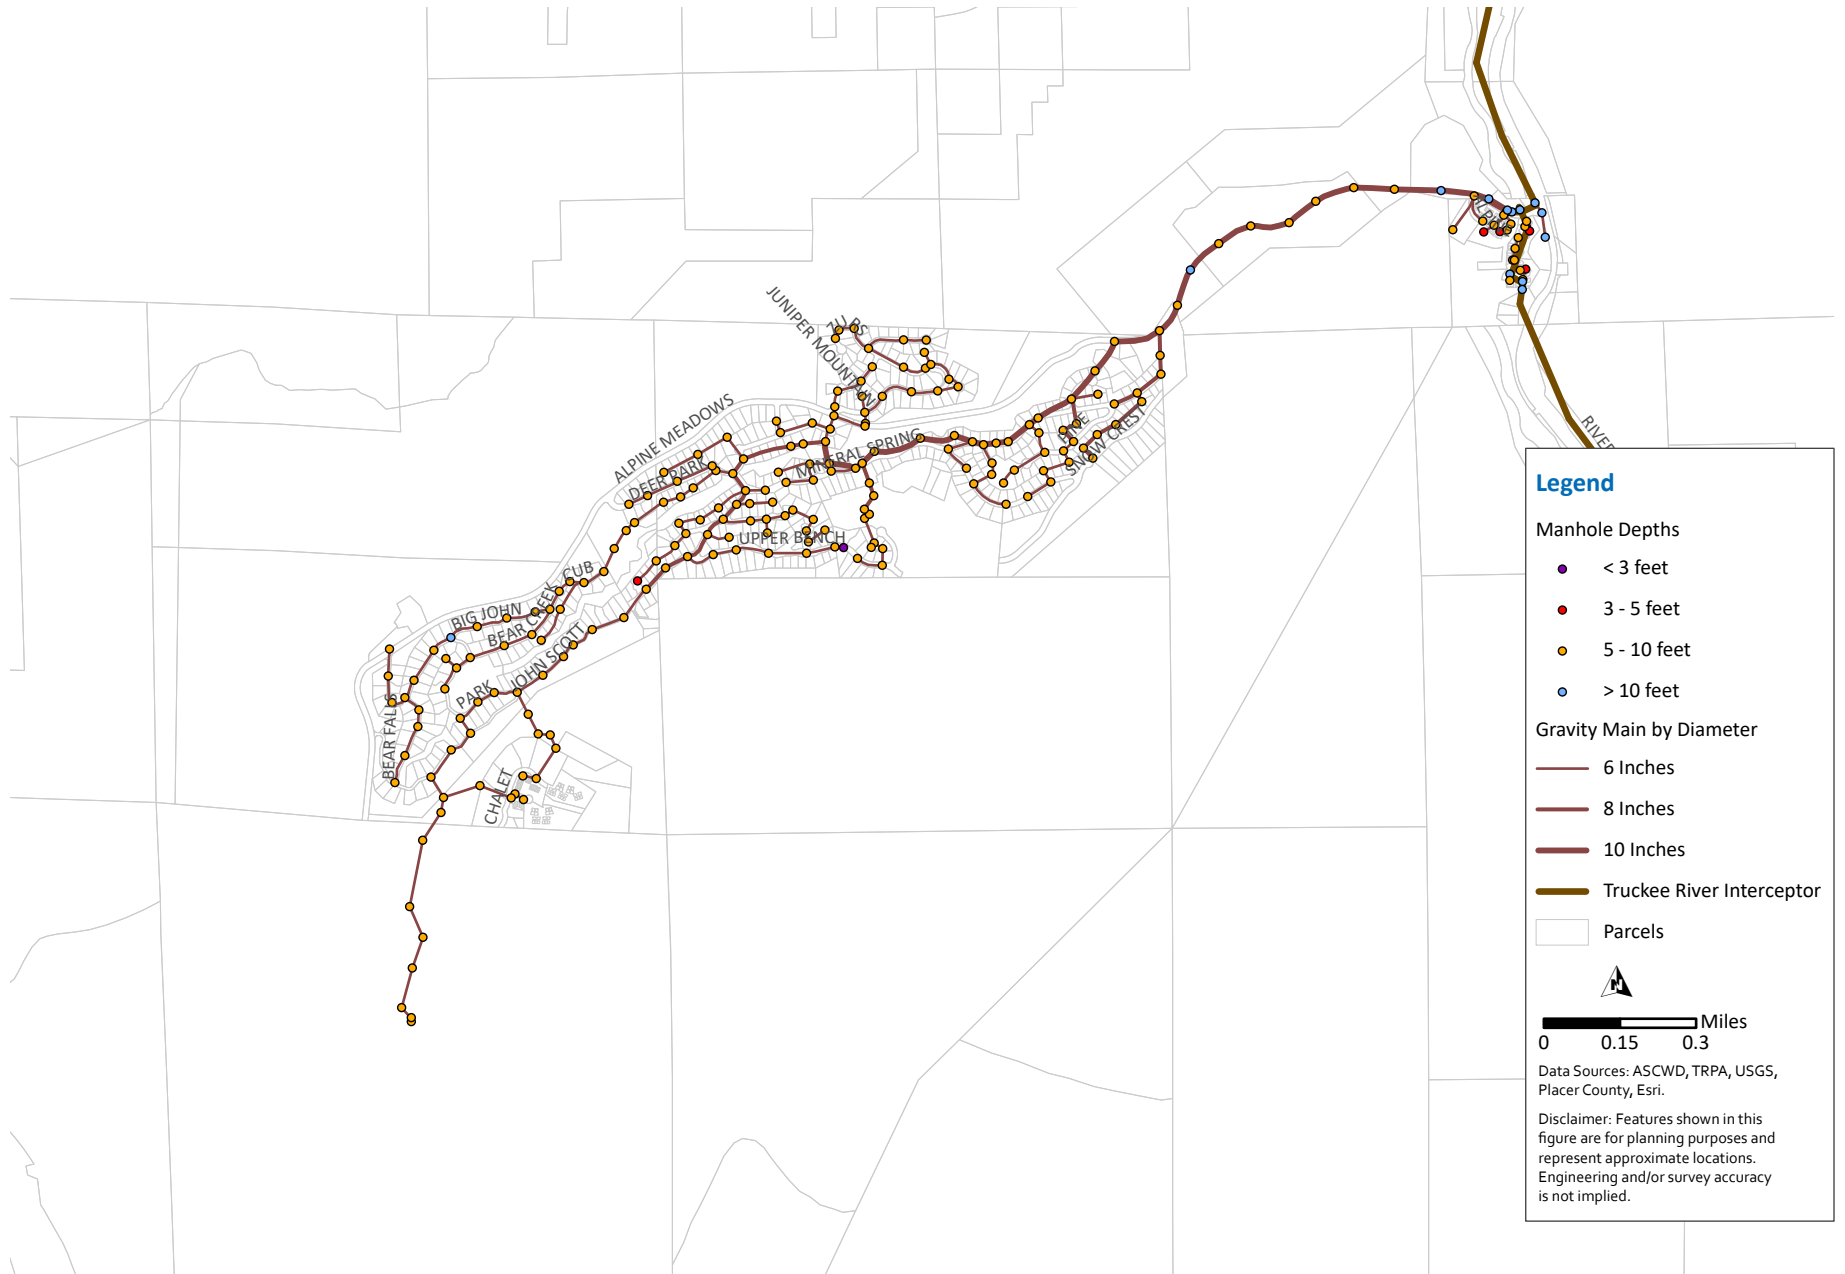 JUNIPER MOUNTAIN
ALPINE MEADOWS
DEER PARK
MINERAL SPRING
PINE
SNOW CREST
UPPER BENCH
CUB
BIG JOHN
BEAR CREEK
JOHN SCOTT
PARK
BEAR FALLS
CHALET
RIVER
Legend
Manhole Depths
< 3 feet
3 - 5 feet
5 - 10 feet
> 10 feet
Gravity Main by Diameter
6 Inches
8 Inches
10 Inches
Truckee River Interceptor
Parcels
N
Miles
0 0.15 0.3
Data Sources: ASCWD, TRPA, USGS,
Placer County, Esri.
Disclaimer: Features shown in this
figure are for planning purposes and
represent approximate locations.
Engineering and/or survey accuracy
is not implied.